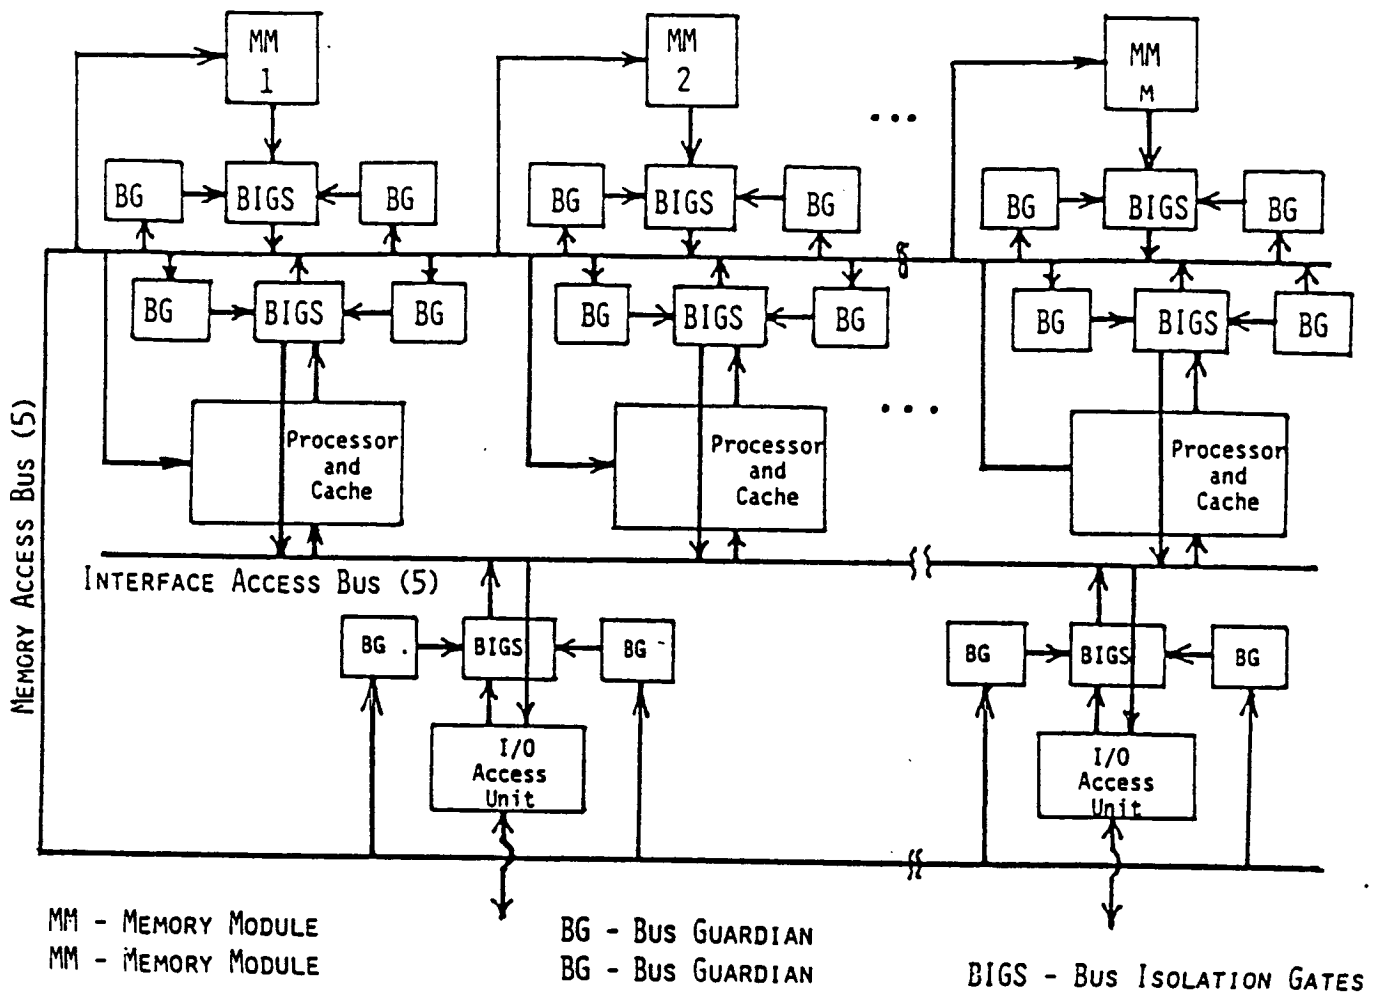 MM
1
MM
2
MM
M
...
BG
BIGS
BG
BG
BIGS
BG
BG
BIGS
BG
BG
BIGS
BG
BG
BIGS
BG
BG
BIGS
BG
Processor
and
Cache
Processor
and
Cache
...
Processor
and
Cache
MEMORY ACCESS BUS (5)
INTERFACE ACCESS BUS (5)
BG
BIGS
BG
BG
BIGS
BG
I/O
Access
Unit
I/O
Access
Unit
MM - MEMORY MODULE
MM - MEMORY MODULE
BG - BUS GUARDIAN
BG - BUS GUARDIAN
BIGS - BUS ISOLATION GATES